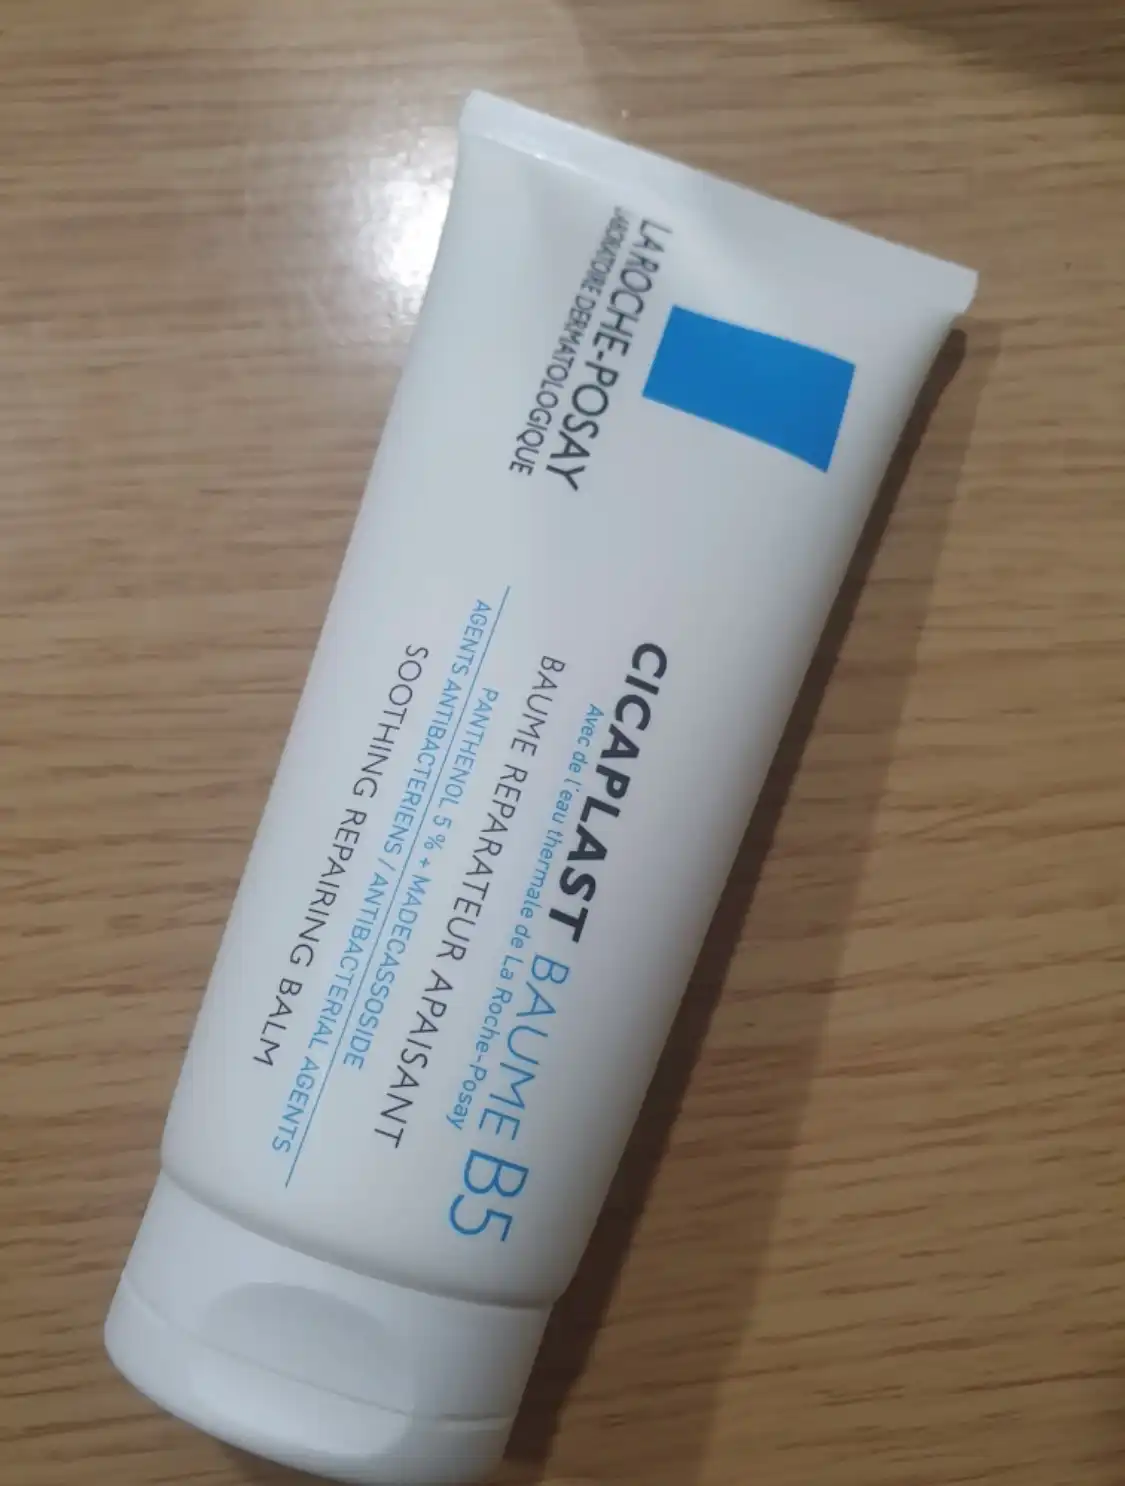 LA ROCHE-POSAY
LABORATOIRE DERMATOLOGIQUE
CICAPLAST BAUME B5
Avec de l'eau thermale de La Roche-Posay
BAUME REPARATEUR APAISANT
PANTHENOL 5 % + MADECASSOSIDE
AGENTS ANTIBACTERIENS / ANTIBACTERIAL AGENTS
SOOTHING REPAIRING BALM